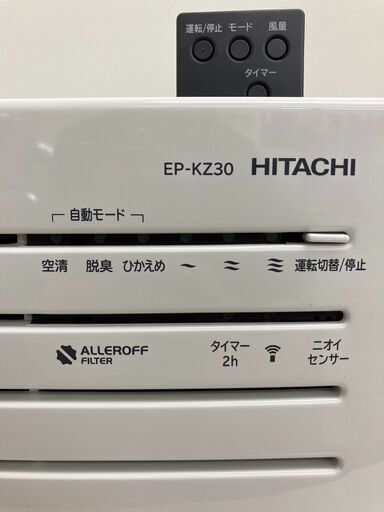 運転/停止 モード 風量
タイマー
EP-KZ30 HITACHI
自動モード
空清 脱臭 ひかえめ 運転切替/停止
ALLEROFF
FILTER
タイマー
2h
ニオイ
センサー